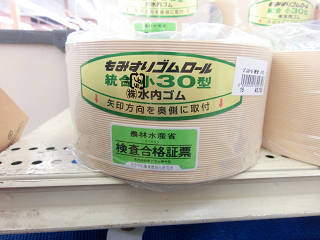 もみすりゴムロール
統合小30型
㈱水内ゴム
矢印方向を奥側に取付
農林水産省
検査合格証票